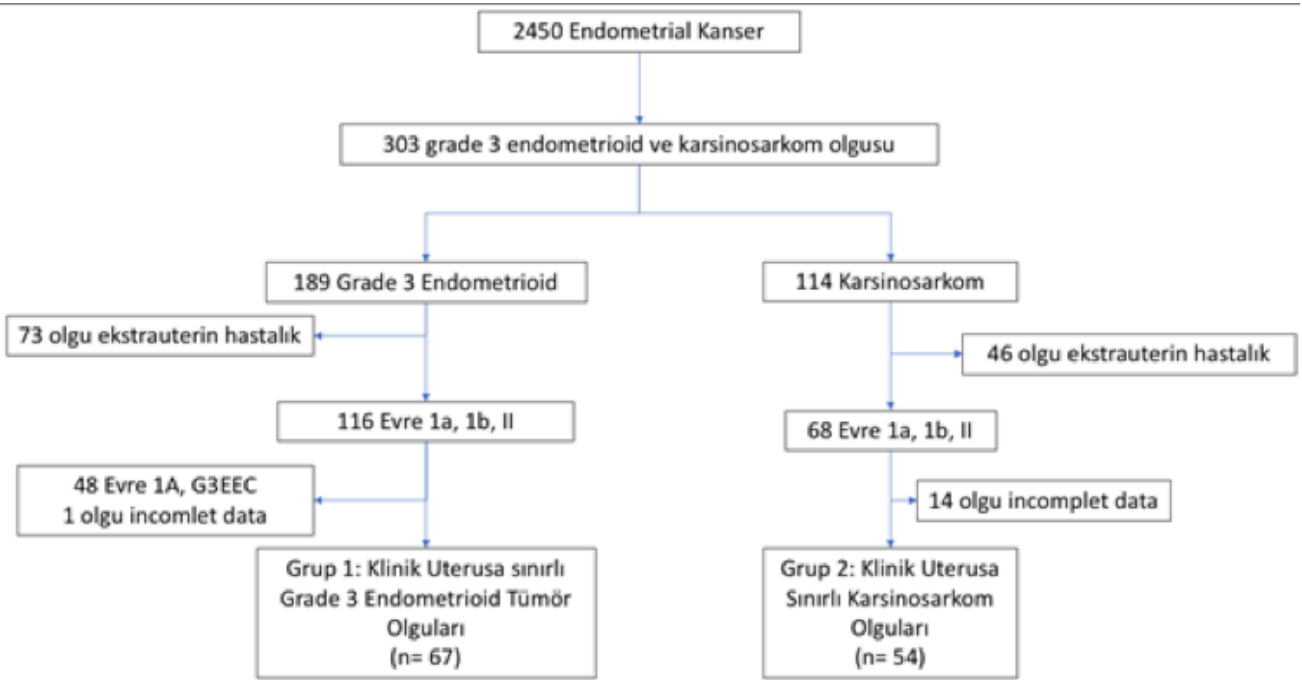 2450 Endometrial Kanser
303 grade 3 endometrioid ve karsinosarkom olgusu
189 Grade 3 Endometrioid
114 Karsinosarkom
73 olgu ekstrauterin hastalık
46 olgu ekstrauterin hastalık
116 Evre 1a, 1b, II
68 Evre 1a, 1b, II
48 Evre 1A, G3EEC
1 olgu incomlet data
14 olgu incomplet data
Grup 1: Klinik Uterusa sınırlı
Grade 3 Endometrioid Tümör
Olguları
(n= 67)
Grup 2: Klinik Uterusa
Sınırlı Karsinosarkom
Olguları
(n= 54)